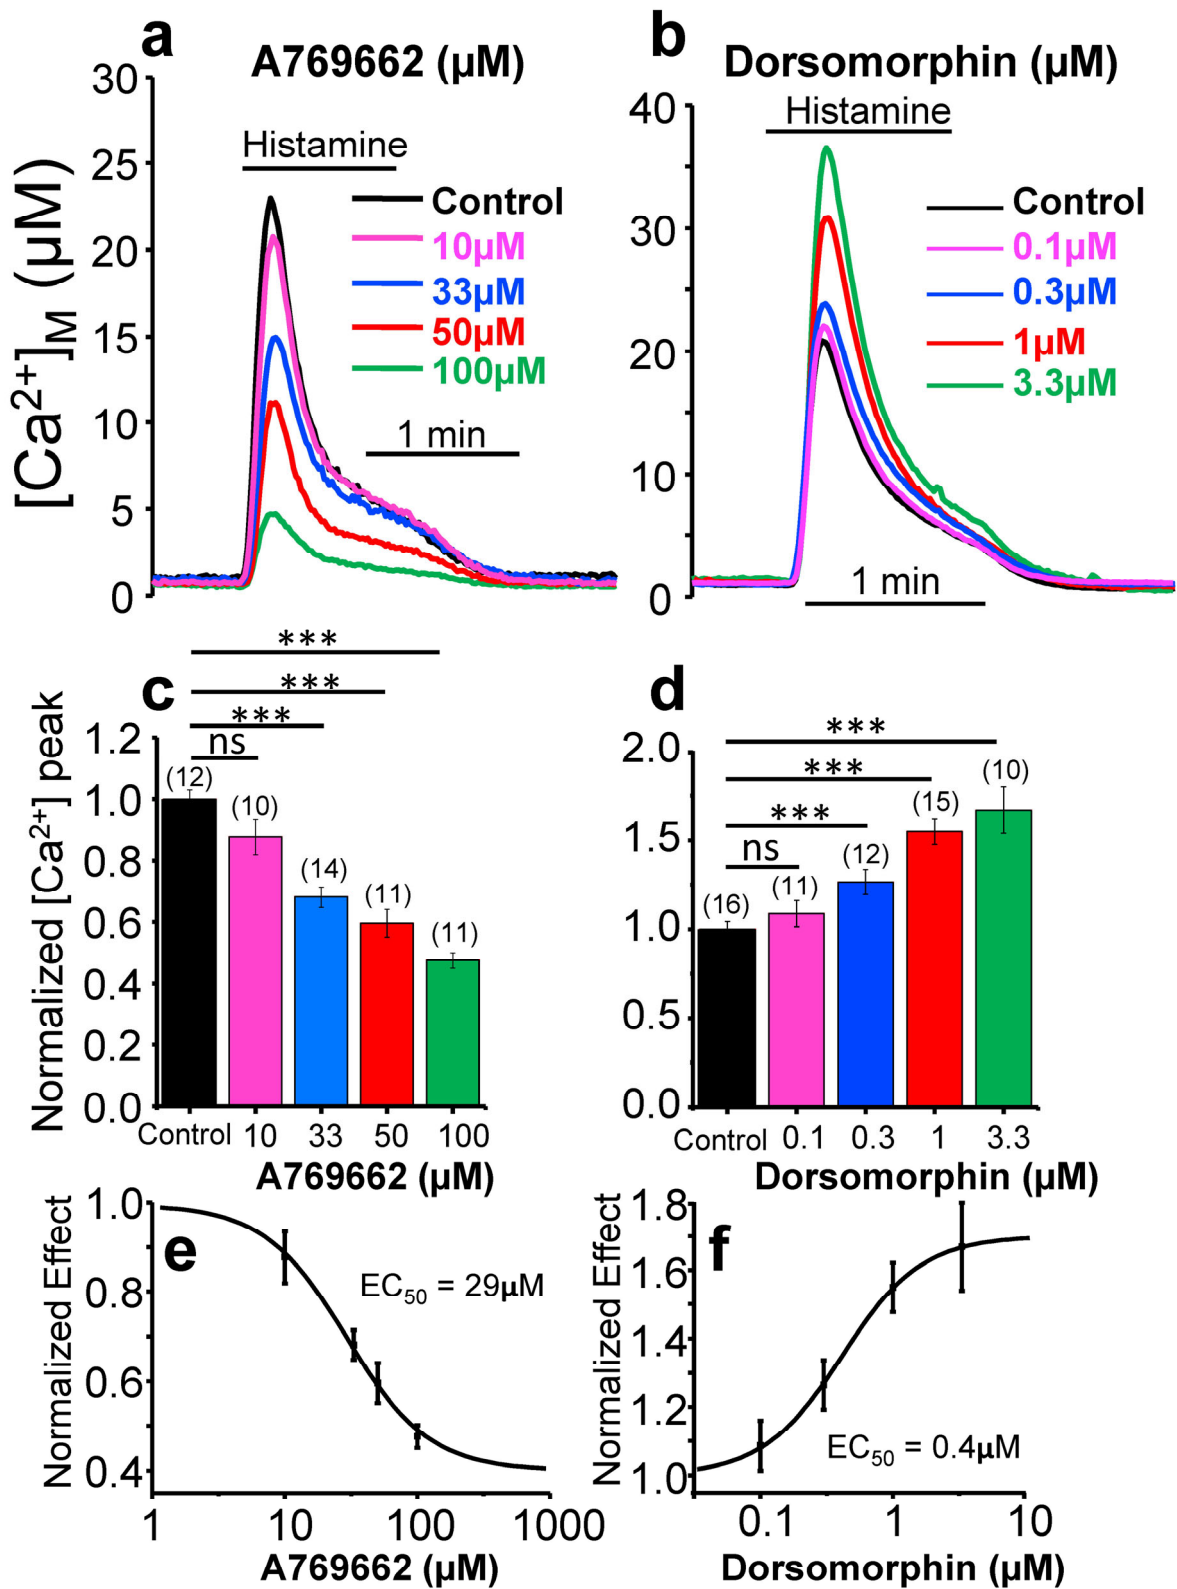 a
A769662 (µM)
[Ca²⁺]M (µM)
30
25
20
15
10
5
0
Histamine
Control
10µM
33µM
50µM
100µM
1 min
b
Dorsomorphin (µM)
40
30
20
10
0
Histamine
Control
0.1µM
0.3µM
1µM
3.3µM
1 min
c
Normalized [Ca²⁺] peak
1.2
1.0
0.8
0.6
0.4
0.2
0.0
***
***
***
ns
(12)
(10)
(14)
(11)
(11)
Control 10 33 50 100
A769662 (µM)
d
2.0
1.5
1.0
0.5
0.0
***
***
***
ns
(16)
(11)
(12)
(15)
(10)
Control 0.1 0.3 1 3.3
Dorsomorphin (µM)
e
Normalized Effect
1.0
0.8
0.6
0.4
EC₅₀ = 29µM
1 10 100 1000
A769662 (µM)
f
Normalized Effect
1.8
1.6
1.4
1.2
1.0
EC₅₀ = 0.4µM
0.1 1 10
Dorsomorphin (µM)